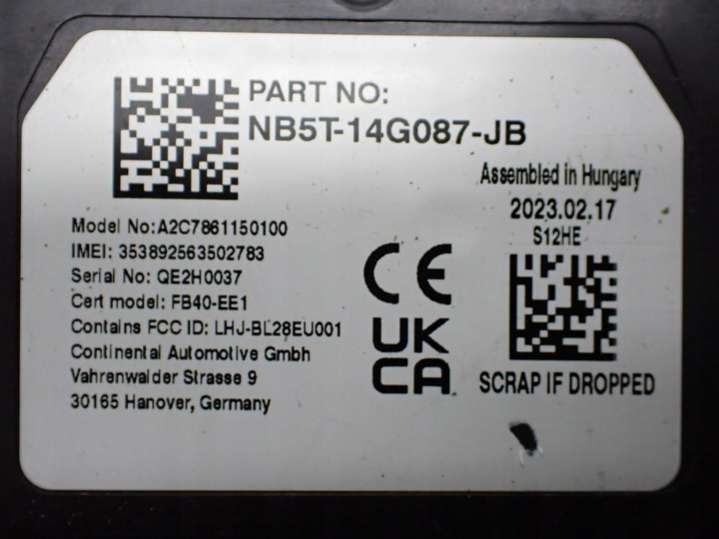 PART NO:
NB5T-14G087-JB
Assembled in Hungary
2023.02.17
S12HE
Model No:A2C7861150100
IMEI: 353892563502783
Serial No: QE2H0037
Cert model: FB40-EE1
Contains FCC ID: LHJ-BL28EU001
Continental Automotive Gmbh
Vahrenwalder Strasse 9
30165 Hanover, Germany
CE
UK
CA
SCRAP IF DROPPED